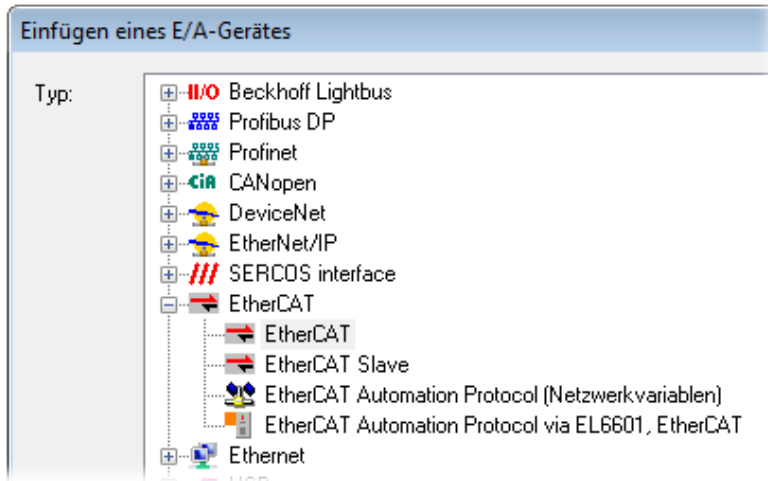 Einfügen eines E/A-Gerätes
Typ:
II/O Beckhoff Lightbus
Profibus DP
Profinet
CiA CANopen
DeviceNet
EtherNet/IP
SERCOS interface
EtherCAT
EtherCAT
EtherCAT Slave
EtherCAT Automation Protocol (Netzwerkvariablen)
EtherCAT Automation Protocol via EL6601, EtherCAT
Ethernet